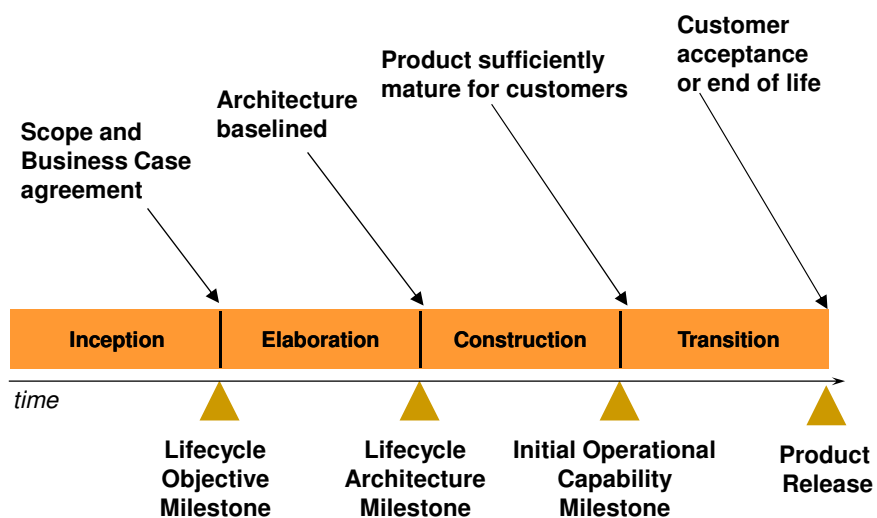 Customer
acceptance
or end of life
Product sufficiently
mature for customers
Architecture
baselined
Scope and
Business Case
agreement
Inception
Elaboration
Construction
Transition
time
Lifecycle
Objective
Milestone
Lifecycle
Architecture
Milestone
Initial Operational
Capability
Milestone
Product
Release